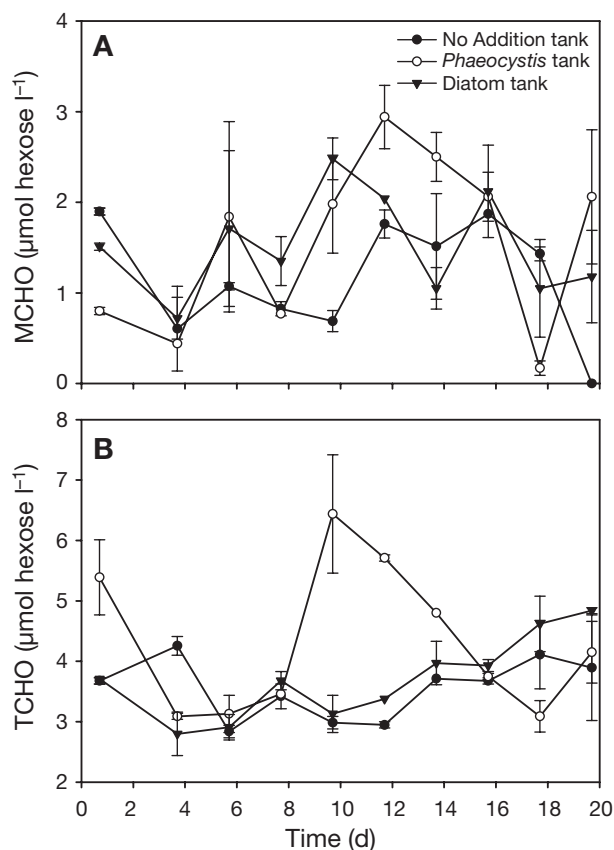 A
No Addition tank
Phaeocystis tank
Diatom tank
MCHO (µmol hexose l⁻¹)
4
3
2
1
0
B
TCHO (µmol hexose l⁻¹)
8
7
6
5
4
3
2
0 2 4 6 8 10 12 14 16 18 20
Time (d)